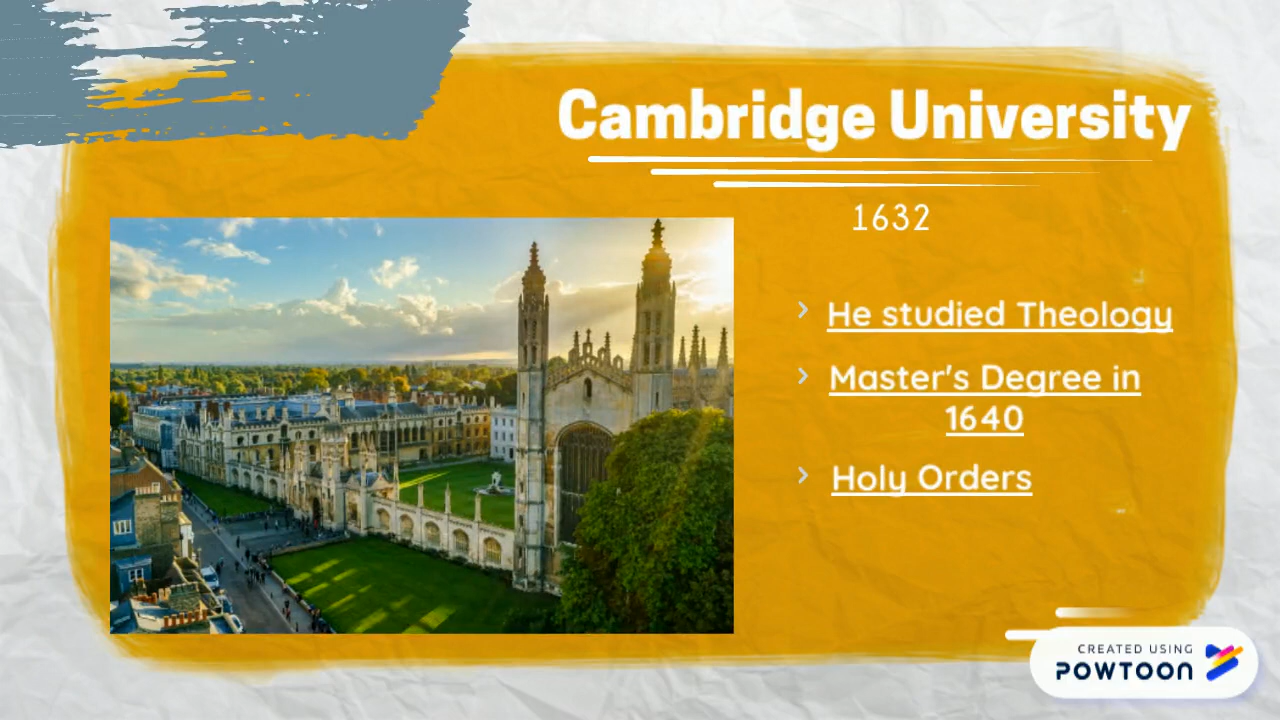 Cambridge University
1632
He studied Theology
Master's Degree in
1640
Holy Orders
CREATED USING
POWTOON